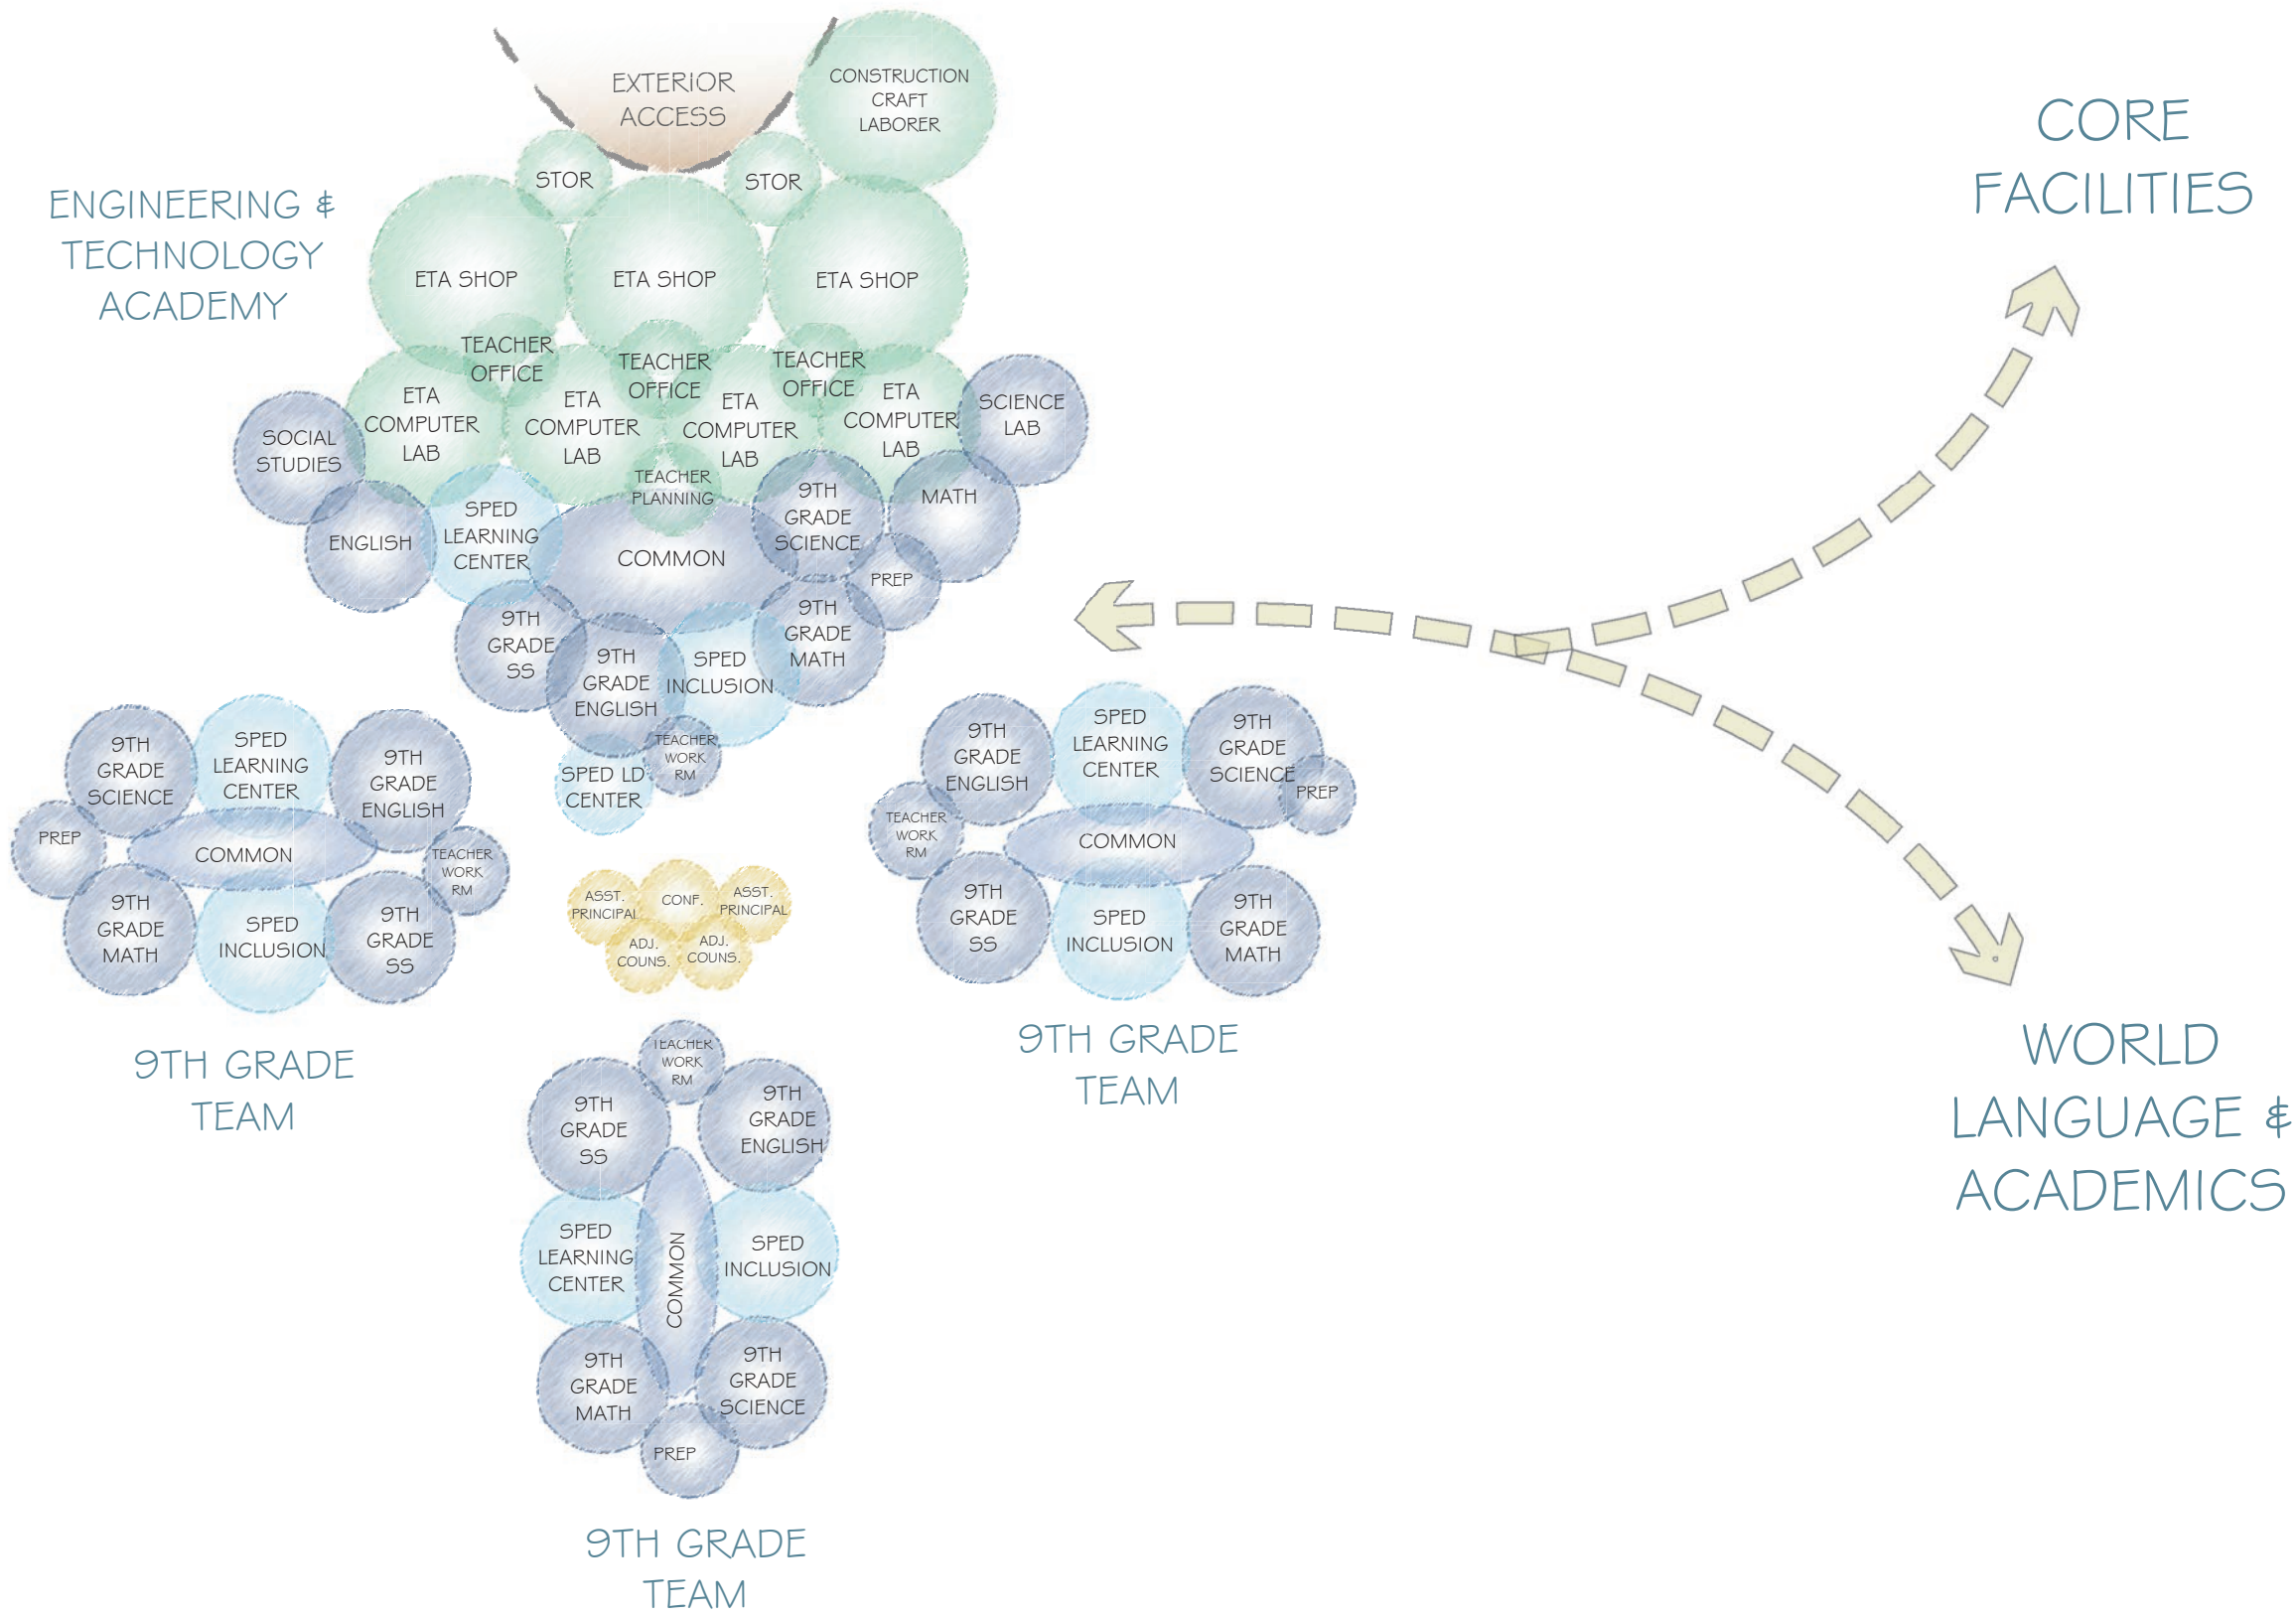 EXTERIOR
ACCESS
CONSTRUCTION
CRAFT
LABORER
CORE
FACILITIES
ENGINEERING &
TECHNOLOGY
ACADEMY
STOR
STOR
ETA SHOP
ETA SHOP
ETA SHOP
TEACHER
OFFICE
TEACHER
OFFICE
TEACHER
OFFICE
ETA
COMPUTER
LAB
ETA
COMPUTER
LAB
ETA
COMPUTER
LAB
ETA
COMPUTER
LAB
SCIENCE
LAB
SOCIAL
STUDIES
ENGLISH
SPED
LEARNING
CENTER
TEACHER
PLANNING
COMMON
9TH
GRADE
SCIENCE
MATH
PREP
9TH
GRADE
SS
9TH
GRADE
ENGLISH
SPED
INCLUSION
9TH
GRADE
MATH
SPED LD
CENTER
TEACHER
WORK
RM
9TH
GRADE
SCIENCE
SPED
LEARNING
CENTER
9TH
GRADE
ENGLISH
PREP
COMMON
TEACHER
WORK
RM
9TH
GRADE
MATH
SPED
INCLUSION
9TH
GRADE
SS
9TH GRADE
TEAM
ASST.
PRINCIPAL
CONF.
ASST.
PRINCIPAL
ADJ.
COUNS.
ADJ.
COUNS.
9TH
GRADE
ENGLISH
SPED
LEARNING
CENTER
9TH
GRADE
SCIENCE
PREP
TEACHER
WORK
RM
COMMON
9TH
GRADE
SS
SPED
INCLUSION
9TH
GRADE
MATH
9TH GRADE
TEAM
WORLD
LANGUAGE &
ACADEMICS
TEACHER
WORK
RM
9TH
GRADE
SS
9TH
GRADE
ENGLISH
SPED
LEARNING
CENTER
COMMON
SPED
INCLUSION
9TH
GRADE
MATH
9TH
GRADE
SCIENCE
PREP
9TH GRADE
TEAM